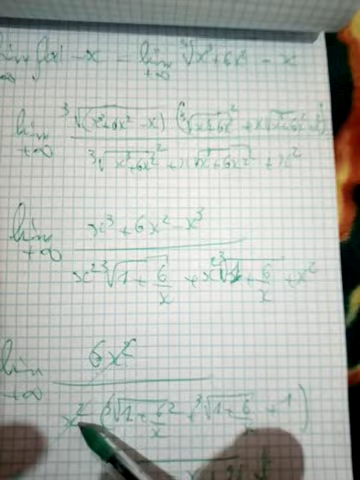 lim f(x) - x = lim ∛(x³+6x²) - x
+∞ +∞
lim (∛(x³+6x²) - x) (∛(x³+6x²)² + x∛(x³+6x²) + x²)
+∞ ∛(x³+6x²)² + x∛(x³+6x²) + x²
lim x³ + 6x² - x³
+∞ x² ∛(1+6/x) + x² ∛(1+6/x) + x²
lim 6x²
+∞ x² (∛(1+6/x)² + ∛(1+6/x) + 1)